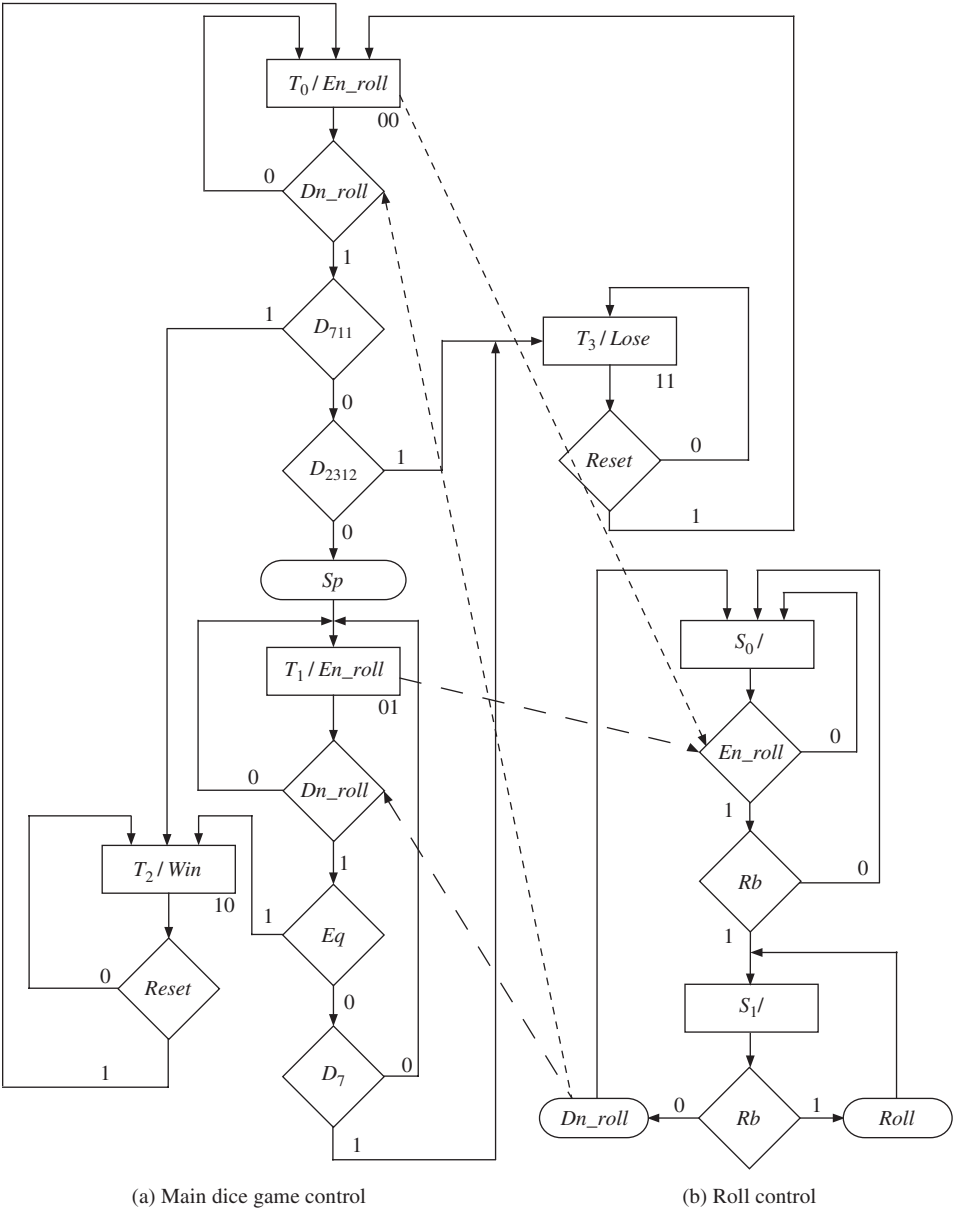 T₀ / En_roll
00
0
Dn_roll
1
1
D₇₁₁
0
D₂₃₁₂
1
0
Sp
T₁ / En_roll
01
0
Dn_roll
1
T₂ / Win
10
1
Eq
0
0
Reset
1
D₇
0
1
T₃ / Lose
11
Reset
0
1
S₀ /
En_roll
0
1
Rb
0
1
S₁/
Dn_roll
0
Rb
1
Roll
(a) Main dice game control
(b) Roll control